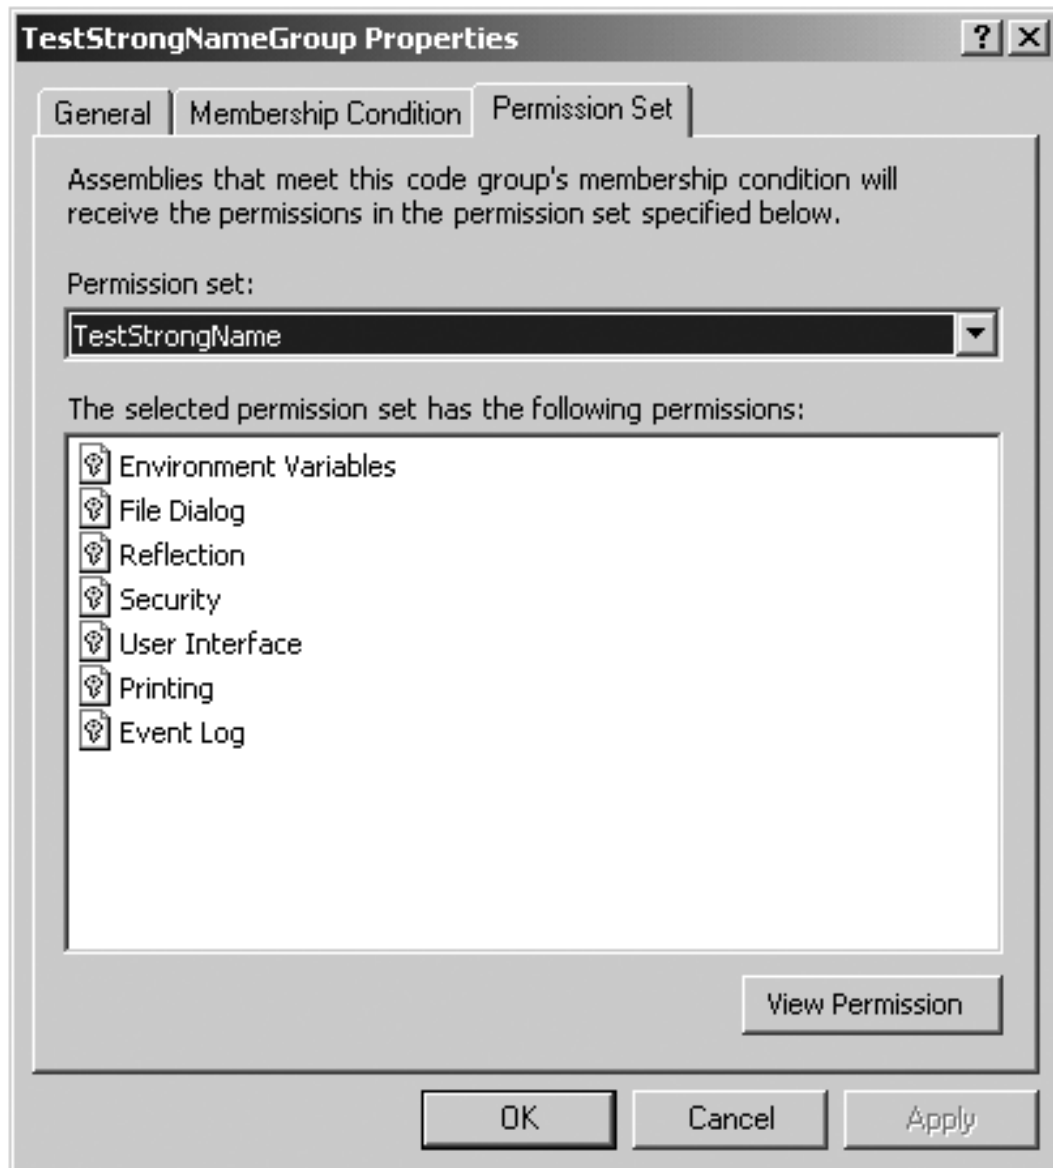 TestStrongNameGroup Properties
General
Membership Condition
Permission Set
Assemblies that meet this code group's membership condition will
receive the permissions in the permission set specified below.
Permission set:
TestStrongName
The selected permission set has the following permissions:
Environment Variables
File Dialog
Reflection
Security
User Interface
Printing
Event Log
View Permission
OK
Cancel
Apply